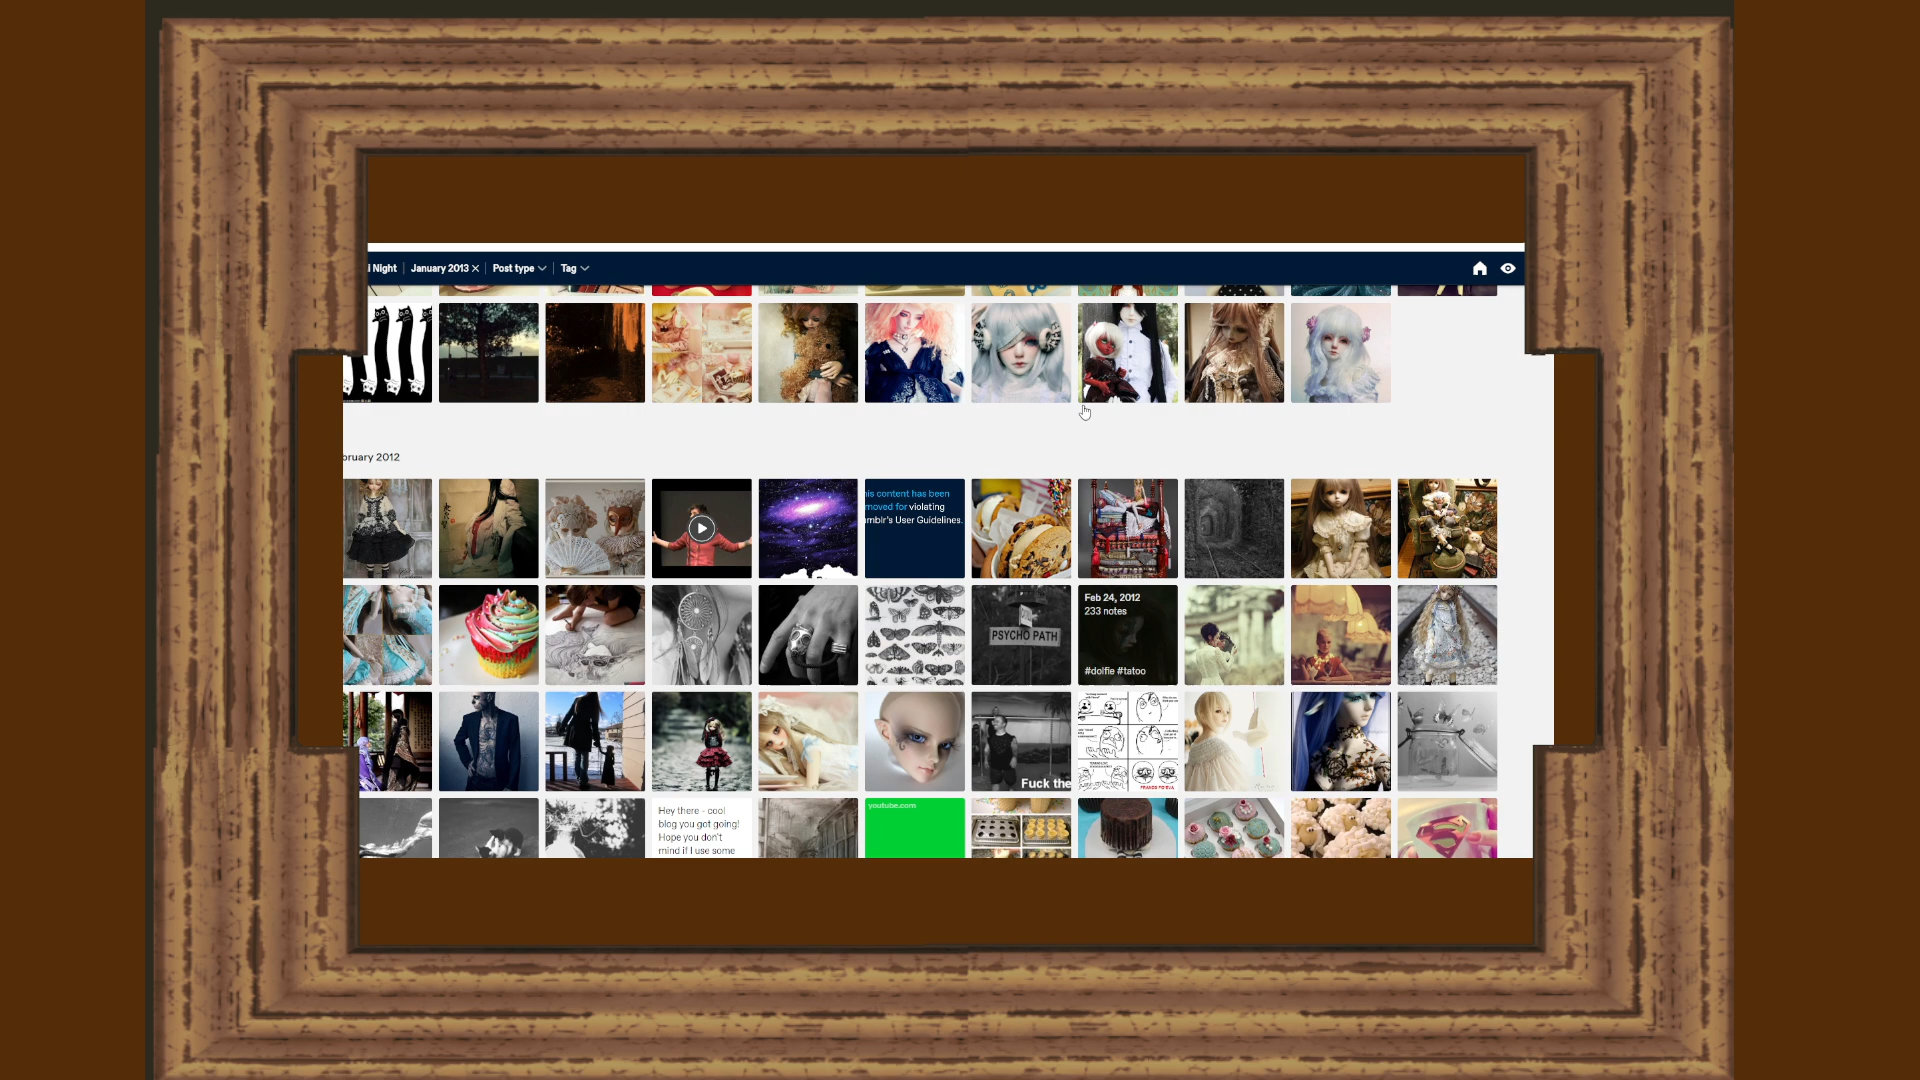 l Night
January 2013 ×
Post type
Tag
bruary 2012
is content has been
moved for violating
mblr's User Guidelines.
PSYCHO PATH
Feb 24, 2012
233 notes
#dolfie #tatoo
Fuck the
Hey there - cool
blog you got going!
Hope you don't
mind if I use some
youtube.com